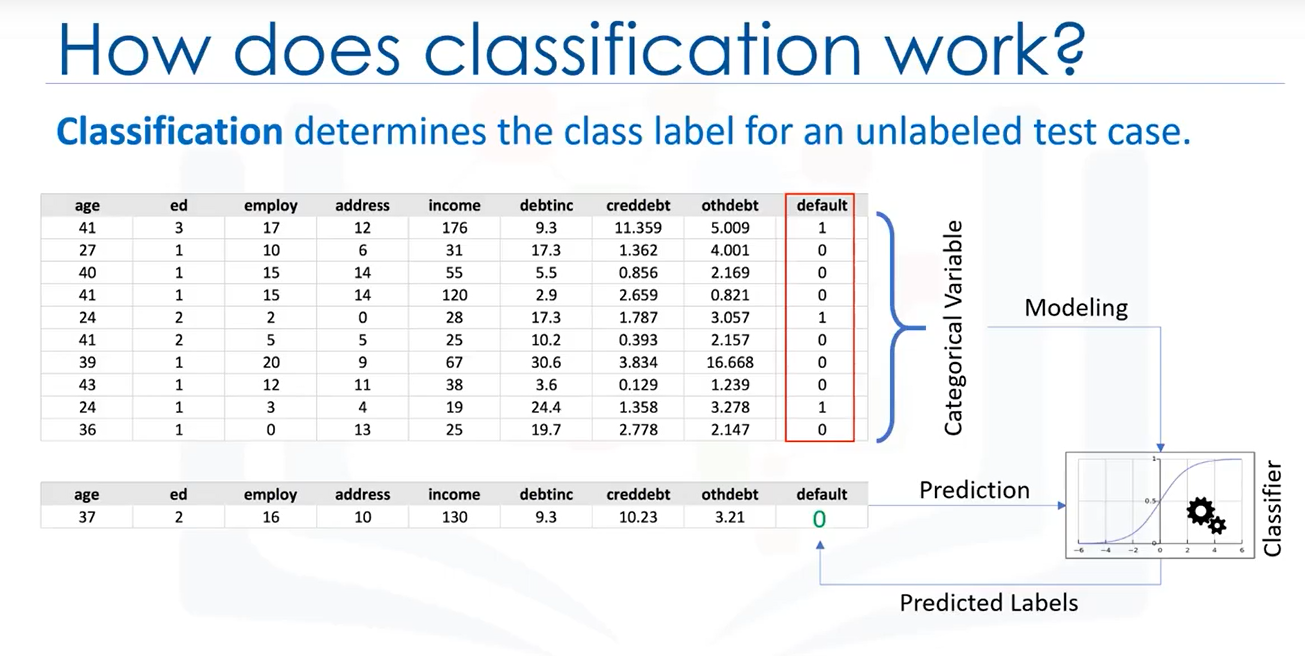 How does classification work?
Classification determines the class label for an unlabeled test case.
age ed employ address income debtinc creddebt othdebt default
41 3 17 12 176 9.3 11.359 5.009 1
27 1 10 6 31 17.3 1.362 4.001 0
40 1 15 14 55 5.5 0.856 2.169 0
41 1 15 14 120 2.9 2.659 0.821 0
24 2 2 0 28 17.3 1.787 3.057 1
41 2 5 5 25 10.2 0.393 2.157 0
39 1 20 9 67 30.6 3.834 16.668 0
43 1 12 11 38 3.6 0.129 1.239 0
24 1 3 4 19 24.4 1.358 3.278 1
36 1 0 13 25 19.7 2.778 2.147 0
Categorical Variable
Modeling
age ed employ address income debtinc creddebt othdebt default
37 2 16 10 130 9.3 10.23 3.21 0
Prediction
1
0.5
0
-6 -4 -2 0 2 4 6
Classifier
Predicted Labels